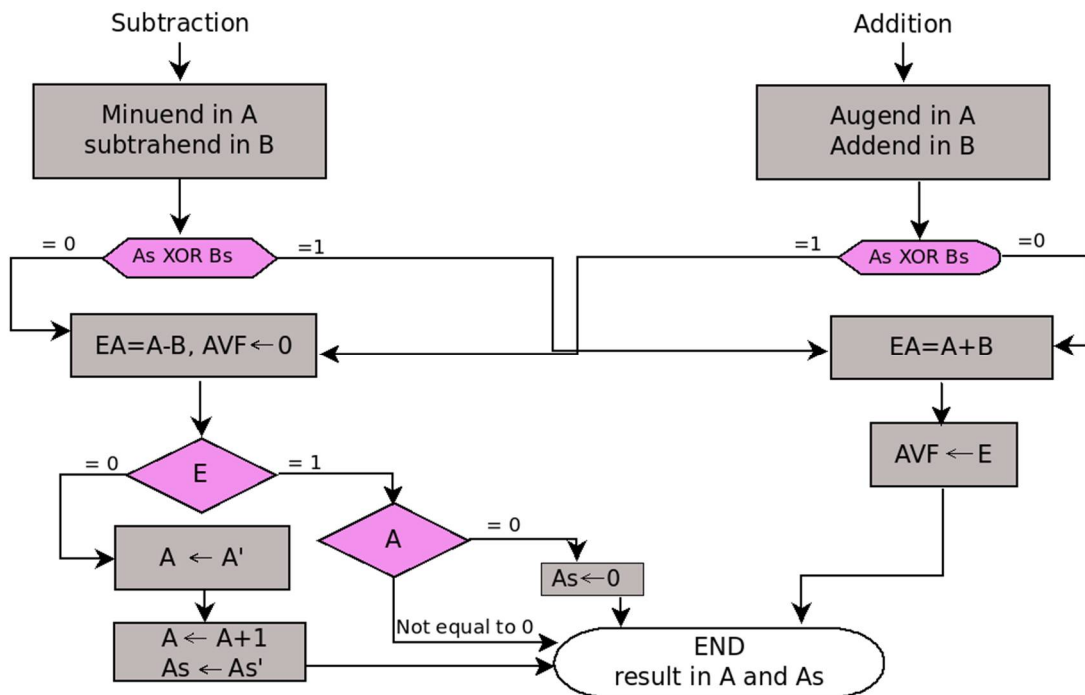 Subtraction
Addition
Minuend in A
subtrahend in B
Augend in A
Addend in B
= 0
As XOR Bs
=1
=1
As XOR Bs
=0
EA=A-B, AVF←0
EA=A+B
= 0
E
= 1
AVF ←E
A ← A'
A
= 0
As←0
A ← A+1
As ← As'
Not equal to 0
END
result in A and As